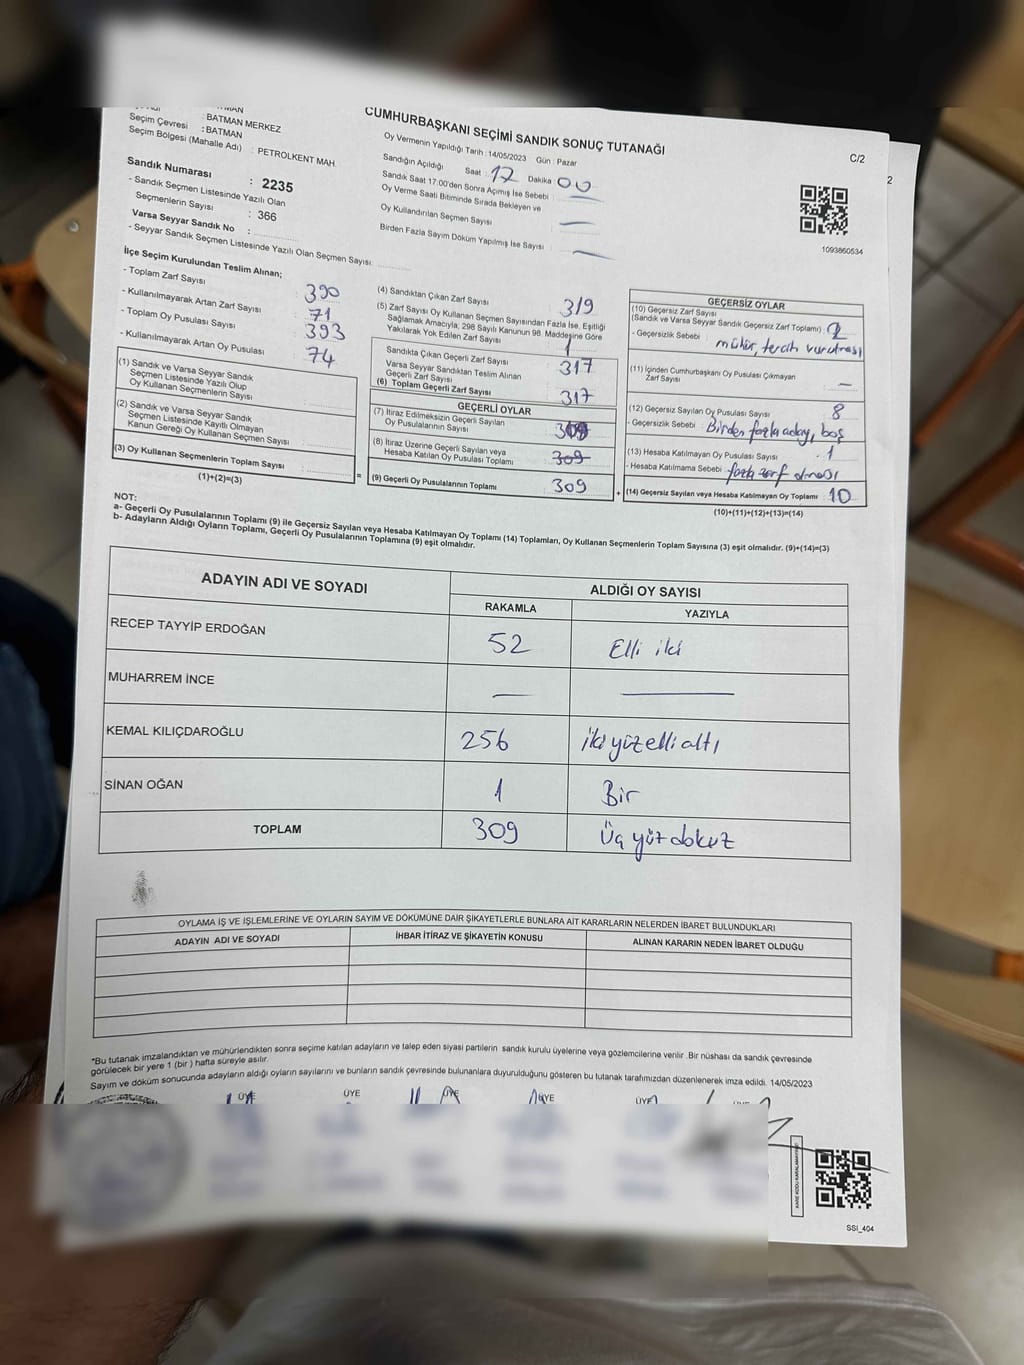 CUMHURBAŞKANI SEÇİMİ SANDIK SONUÇ TUTANAĞI
C/2
: BATMAN MERKEZ
Seçim Çevresi : BATMAN
Seçim Bölgesi (Mahalle Adı) : PETROLKENT MAH.
Sandık Numarası : 2235
- Sandık Seçmen Listesinde Yazılı Olan
Seçmenlerin Sayısı : 366
Varsa Seyyar Sandık No :
- Seyyar Sandık Seçmen Listesinde Yazılı Olan Seçmen Sayısı:
Oy Vermenin Yapıldığı Tarih : 14/05/2023 Gün : Pazar
Sandığın Açıldığı Saat : 17 Dakika : 00
Sandık Saat 17.00'den Sonra Açımış İse Sebebi : —
Oy Verme Saati Bitiminde Sırada Bekleyen ve
Oy Kullandırılan Seçmen Sayısı : —
Birden Fazla Sayım Döküm Yapılmış İse Sayısı : —
2
1093860534
İlçe Seçim Kurulundan Teslim Alınan;
- Toplam Zarf Sayısı : 390
- Kullanılmayarak Artan Zarf Sayısı : 71
- Toplam Oy Pusulası Sayısı : 393
- Kullanılmayarak Artan Oy Pusulası : 74
(1) Sandık ve Varsa Seyyar Sandık
Seçmen Listesinde Yazılı Olup
Oy Kullanan Seçmenlerin Sayısı :
(2) Sandık ve Varsa Seyyar Sandık
Seçmen Listesinde Kayıtlı Olmayan
Kanun Gereği Oy Kullanan Seçmen Sayısı :
(3) Oy Kullanan Seçmenlerin Toplam Sayısı :
(1)+(2)=(3)
=
(4) Sandıktan Çıkan Zarf Sayısı : 319
(5) Zarf Sayısı Oy Kullanan Seçmen Sayısından Fazla İse, Eşitliği
Sağlamak Amacıyla; 298 Sayılı Kanunun 98. Maddesine Göre
Yakılarak Yok Edilen Zarf Sayısı : 1
Sandıkta Çıkan Geçerli Zarf Sayısı : 317
Varsa Seyyar Sandıktan Teslim Alınan
Geçerli Zarf Sayısı :
(6) Toplam Geçerli Zarf Sayısı : 317
GEÇERLİ OYLAR
(7) İtiraz Edilmeksizin Geçerli Sayılan
Oy Pusulalarının Sayısı : 309
(8) İtiraz Üzerine Geçerli Sayılan veya
Hesaba Katılan Oy Pusulası Toplamı : 309
(9) Geçerli Oy Pusulalarının Toplamı : 309
+
GEÇERSİZ OYLAR
(10) Geçersiz Zarf Sayısı
(Sandık ve Varsa Seyyar Sandık Geçersiz Zarf Toplamı) : 2
- Geçersizlik Sebebi : mühür, tercih vurulması
(11) İçinden Cumhurbaşkanı Oy Pusulası Çıkmayan
Zarf Sayısı : —
(12) Geçersiz Sayılan Oy Pusulası Sayısı : 8
- Geçersizlik Sebebi : Birden fazla aday, boş
(13) Hesaba Katılmayan Oy Pusulası Sayısı : 1
- Hesaba Katılmama Sebebi : fazla zarf olması
(14) Geçersiz Sayılan veya Hesaba Katılmayan Oy Toplamı : 10
(10)+(11)+(12)+(13)=(14)
NOT:
a- Geçerli Oy Pusulalarının Toplamı (9) ile Geçersiz Sayılan veya Hesaba Katılmayan Oy Toplamı (14) Toplamları, Oy Kullanan Seçmenlerin Toplam Sayısına (3) eşit olmalıdır. (9)+(14)=(3)
b- Adayların Aldığı Oyların Toplamı, Geçerli Oy Pusulalarının Toplamına (9) eşit olmalıdır.
ADAYIN ADI VE SOYADI ALDIĞI OY SAYISI
RAKAMLA YAZIYLA
RECEP TAYYİP ERDOĞAN 52 Elli iki
MUHARREM İNCE — —
KEMAL KILIÇDAROĞLU 256 iki yüz elli altı
SİNAN OĞAN 1 Bir
TOPLAM 309 Üç yüz dokuz
OYLAMA İŞ VE İŞLEMLERİNE VE OYLARIN SAYIM VE DÖKÜMÜNE DAİR ŞİKAYETLERLE BUNLARA AİT KARARLARIN NELERDEN İBARET BULUNDUKLARI
ADAYIN ADI VE SOYADI İHBAR İTİRAZ VE ŞİKAYETİN KONUSU ALINAN KARARIN NEDEN İBARET OLDUĞU
*Bu tutanak imzalandıktan ve mühürlendikten sonra seçime katılan adayların ve talep eden siyasi partilerin sandık kurulu üyelerine veya gözlemcilerine verilir .Bir nüshası da sandık çevresinde
görülecek bir yere 1 (bir ) hafta süreyle asılır.
Sayım ve döküm sonucunda adayların aldığı oyların sayılarını ve bunların sandık çevresinde bulunanlara duyurulduğunu gösteren bu tutanak tarafımızdan düzenlenerek imza edildi. 14/05/2023
ÜYE ÜYE ÜYE ÜYE ÜYE
SSI_404